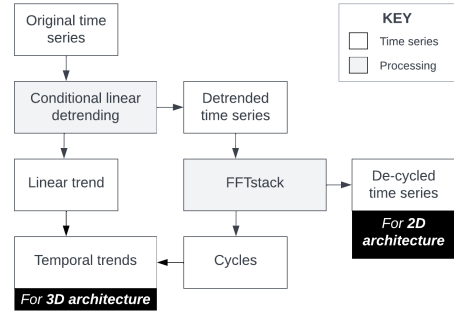 Original time
series
KEY
Time series
Processing
Conditional linear
detrending
Detrended
time series
Linear trend
FFTstack
De-cycled
time series
For 2D
architecture
Temporal trends
Cycles
For 3D architecture